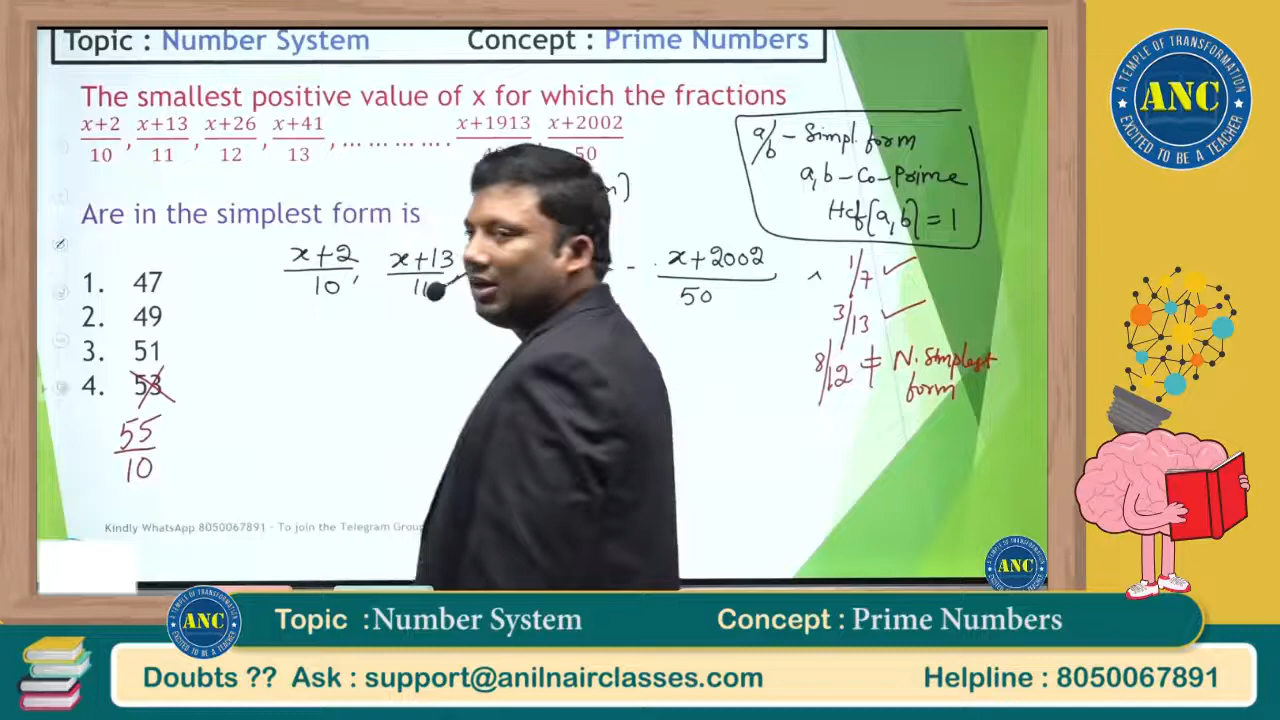 Topic : Number System Concept : Prime Numbers
The smallest positive value of x for which the fractions
x+2/10, x+13/11, x+26/12, x+41/13, ... ... ... ... x+1913/, x+2002/50
Are in the simplest form is
1. 47
2. 49
3. 51
4. 53
55/10
x+2/10, x+13/11 - x+2002/50
a/b - Simpl. form
a, b - Co-Prime
Hcf[a, b] = 1
1/7
3/13
8/12 ≠ N. Simplest
form
Kindly WhatsApp 8050067891 - To join the Telegram Group
ANC
A TEMPLE OF TRANSFORMATION
ANC
EXCITED TO BE A TEACHER
ANC
Topic : Number System Concept : Prime Numbers
Doubts ?? Ask : support@anilnairclasses.com Helpline : 8050067891